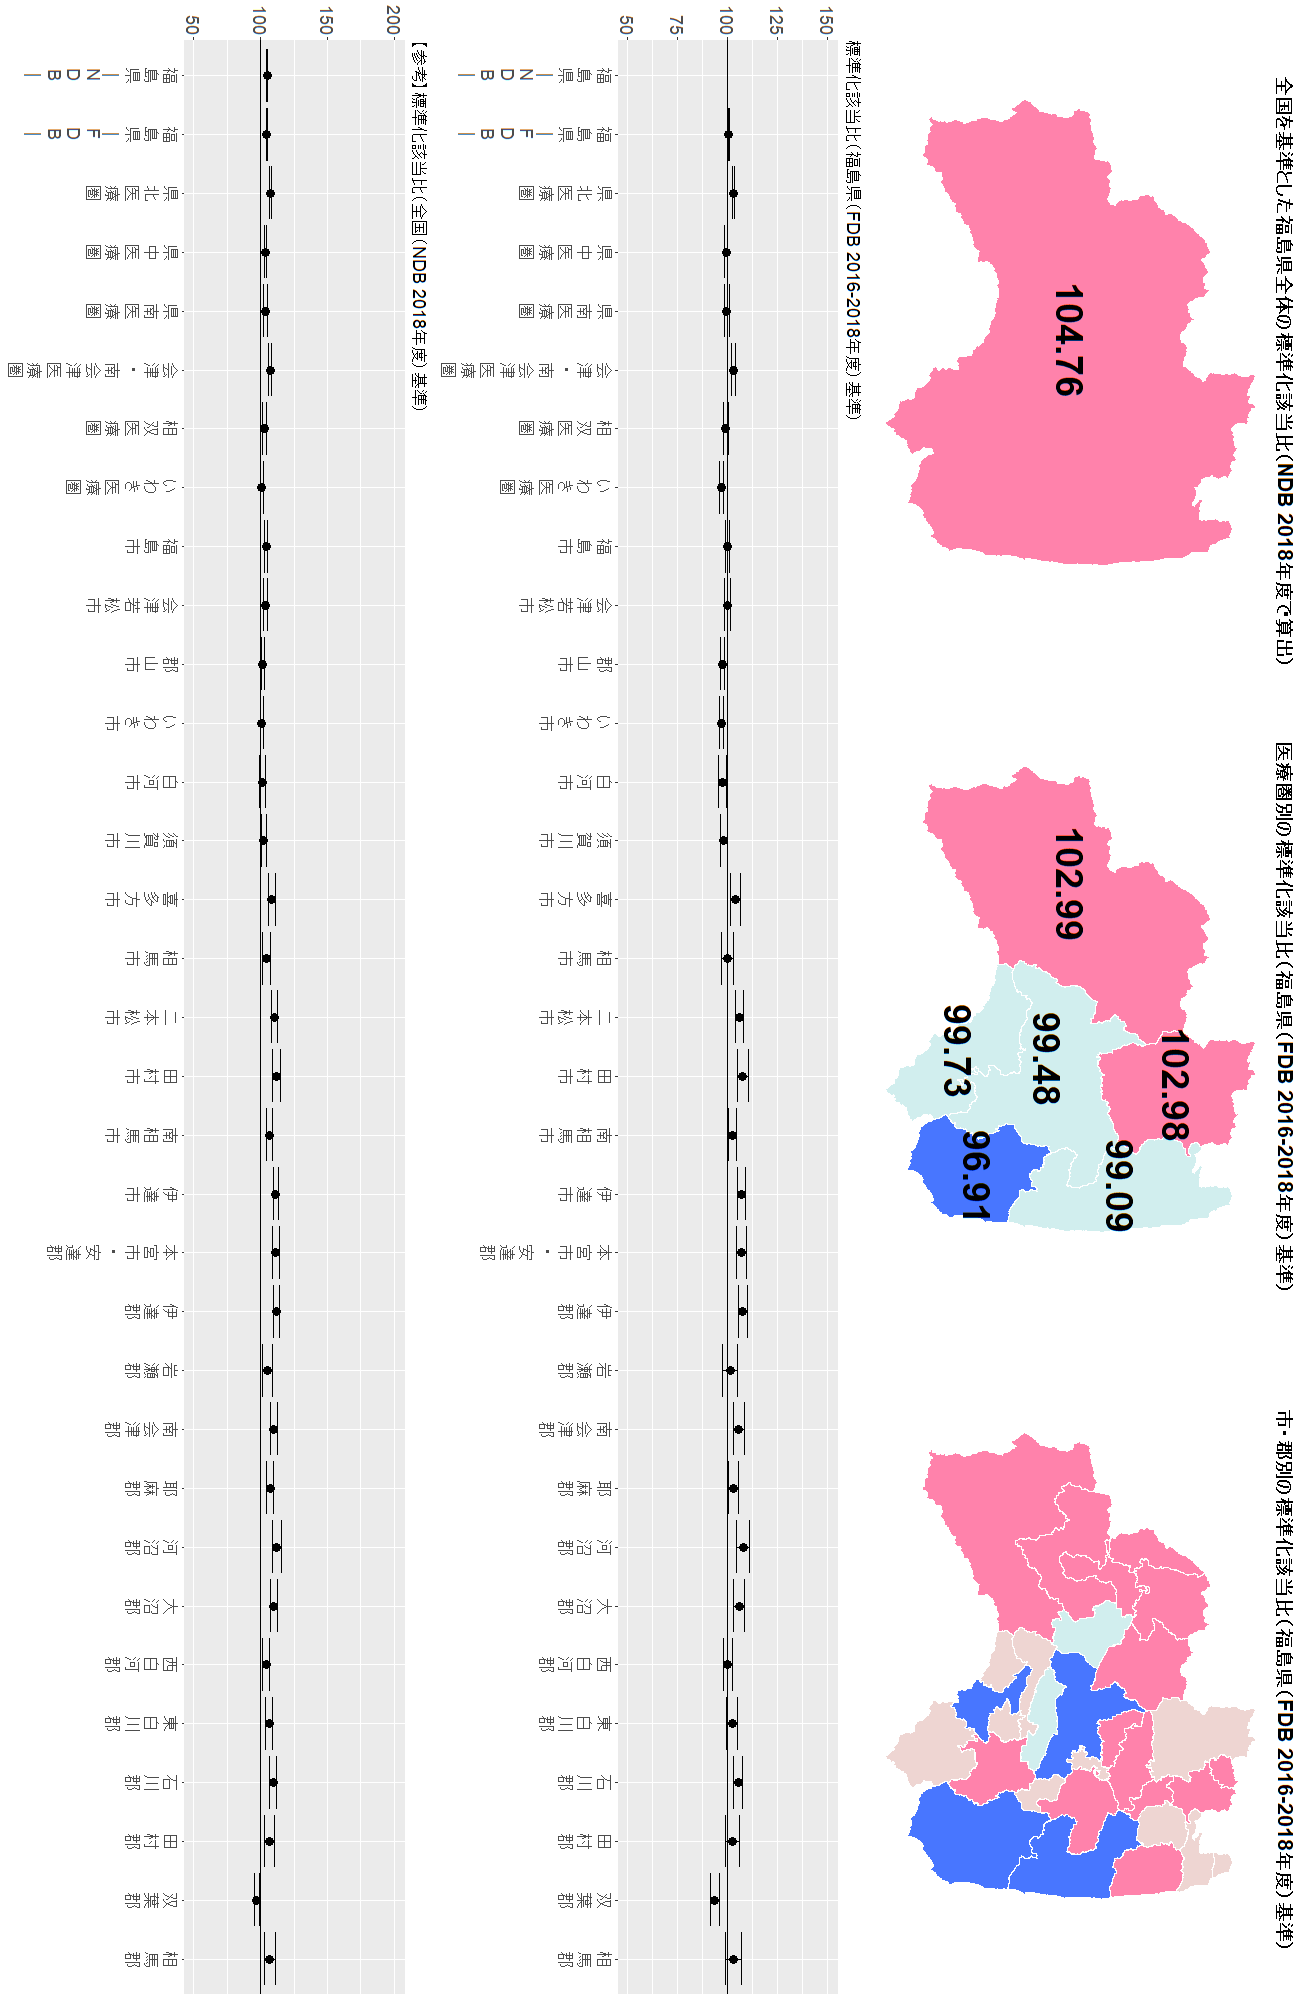 全国を基準とした福島県全体の標準化該当比(NDB 2018年度で算出)
104.76
医療圏別の標準化該当比(福島県(FDB 2016-2018年度)基準)
102.99
102.98
99.48
99.73
99.09
96.91
市・郡別の標準化該当比(福島県(FDB 2016-2018年度)基準)
標準化該当比(福島県(FDB 2016-2018年度)基準)
150
125
100
75
50
福島県―NDB―
福島県―FDB―
県北医療圏
県中医療圏
県南医療圏
会津・南会津医療圏
相双医療圏
いわき医療圏
福島市
会津若松市
郡山市
いわき市
白河市
須賀川市
喜多方市
相馬市
二本松市
田村市
南相馬市
伊達市
本宮市・安達郡
伊達郡
岩瀬郡
南会津郡
耶麻郡
河沼郡
大沼郡
西白河郡
東白川郡
石川郡
田村郡
双葉郡
相馬郡
【参考】標準化該当比(全国(NDB 2018年度)基準)
200
150
100
50
福島県―NDB―
福島県―FDB―
県北医療圏
県中医療圏
県南医療圏
会津・南会津医療圏
相双医療圏
いわき医療圏
福島市
会津若松市
郡山市
いわき市
白河市
須賀川市
喜多方市
相馬市
二本松市
田村市
南相馬市
伊達市
本宮市・安達郡
伊達郡
岩瀬郡
南会津郡
耶麻郡
河沼郡
大沼郡
西白河郡
東白川郡
石川郡
田村郡
双葉郡
相馬郡